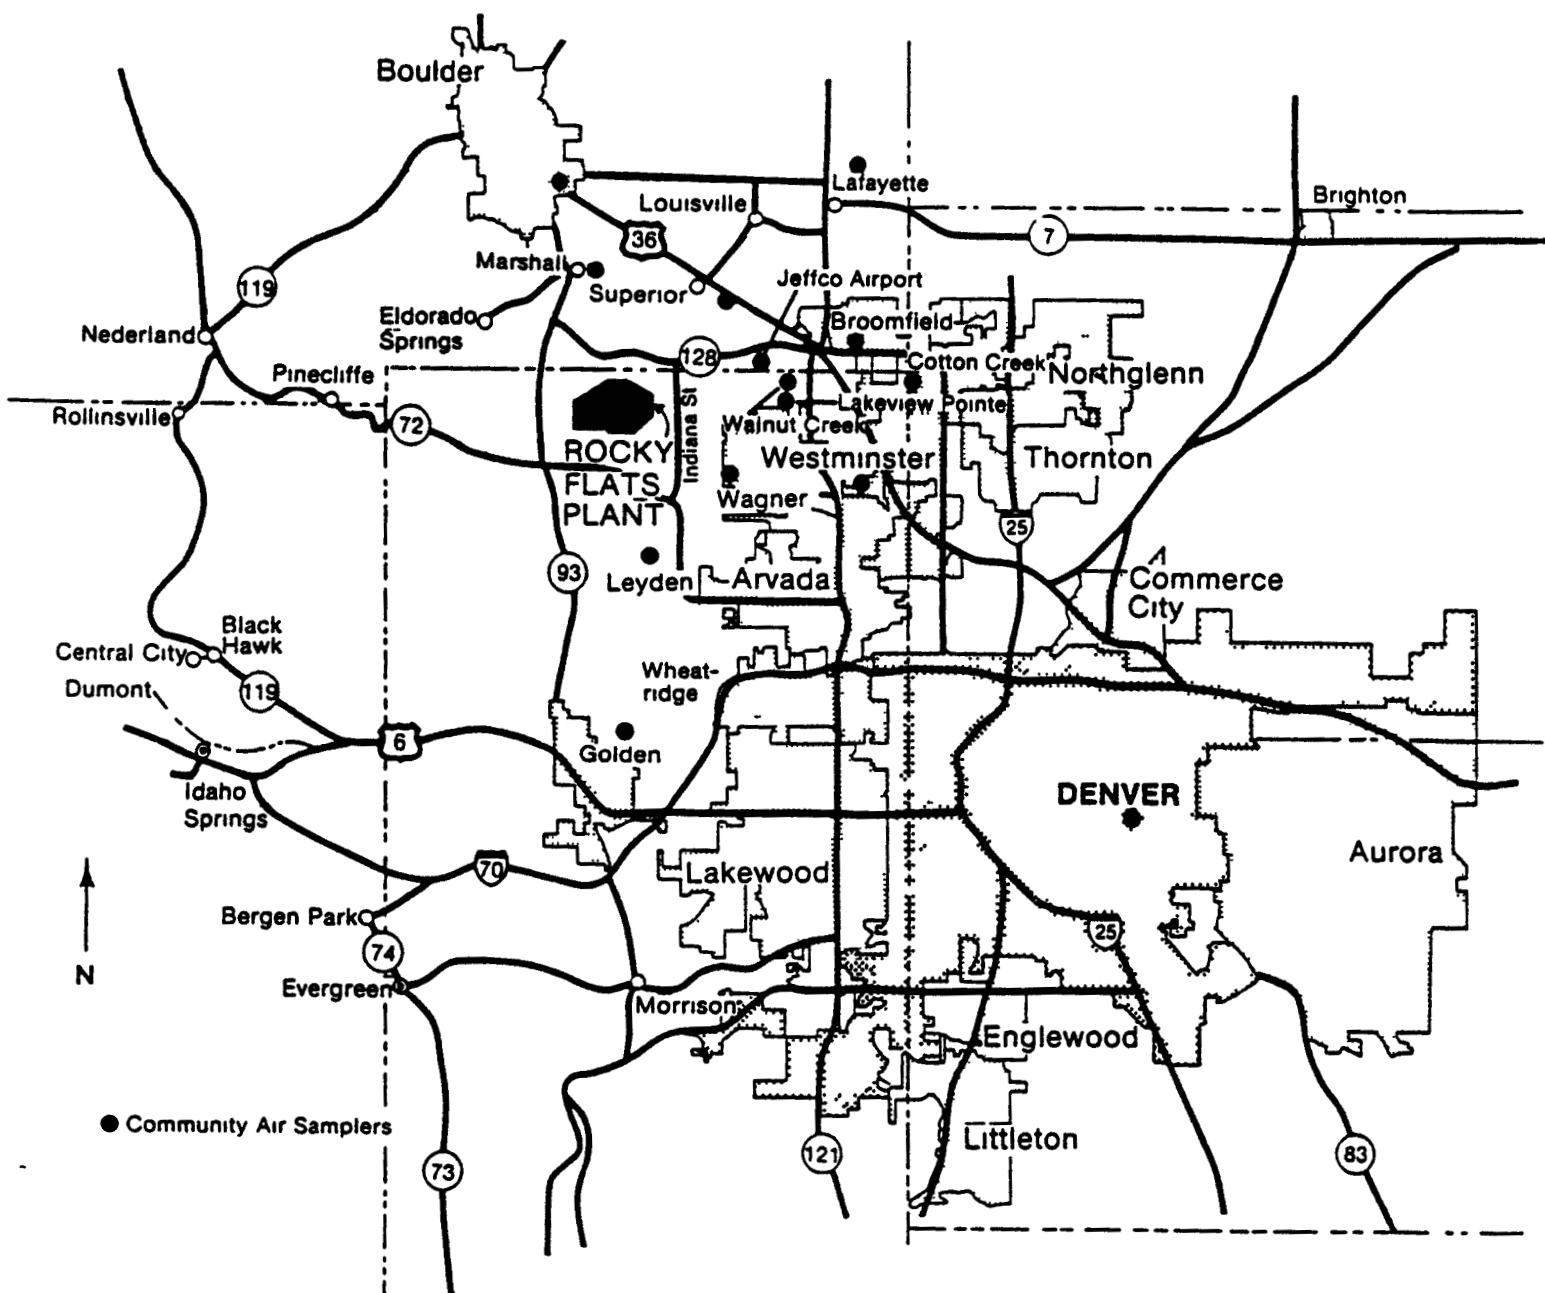 Boulder
Lafayette
Brighton
Louisville
36
7
Marshall
Superior
Jeffco Airport
119
Eldorado
Springs
Broomfield
Nederland
128
Cotton Creek
Northglenn
Pinecliffe
Indiana St
Lakeview Pointe
Rollinsville
72
Walnut Creek
ROCKY
FLATS
PLANT
Westminster
Thornton
Wagner
25
93
Leyden
Arvada
Commerce
City
Black
Hawk
Central City
Wheat-
ridge
Dumont
119
6
Golden
Idaho
Springs
DENVER
Aurora
70
Lakewood
Bergen Park
25
74
N
Evergreen
Morrison
Englewood
Community Air Samplers
Littleton
73
121
83